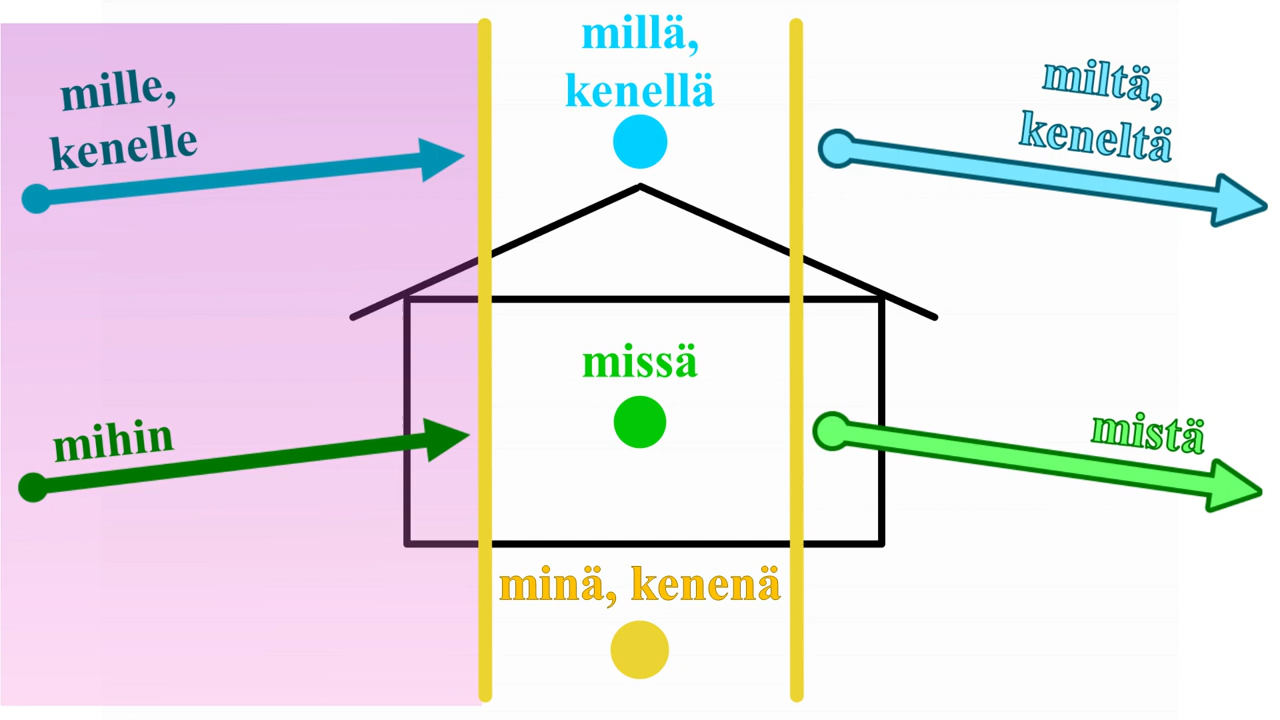 mille,
kenelle
millä,
kenellä
miltä,
keneltä
mihin
missä
mistä
minä, kenenä